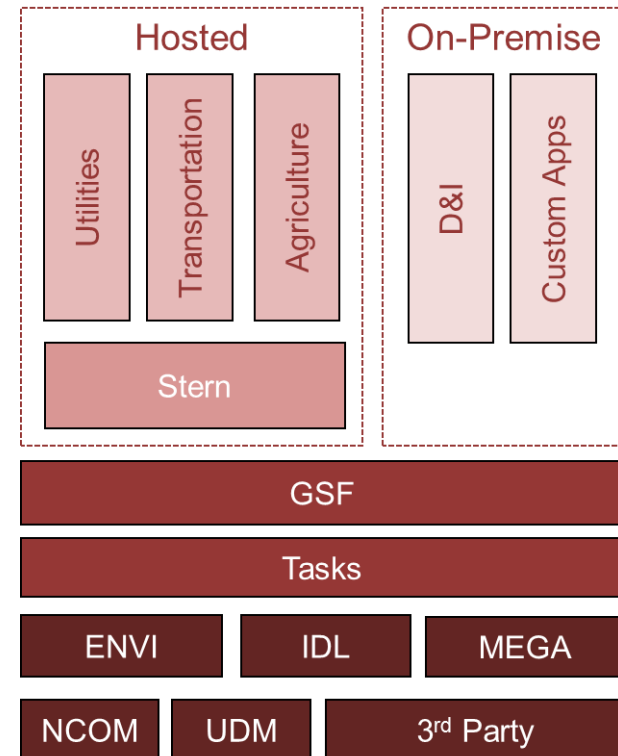 Hosted
On-Premise
Utilities
Transportation
Agriculture
D&I
Custom Apps
Stern
GSF
Tasks
ENVI
IDL
MEGA
NCOM
UDM
3rd Party